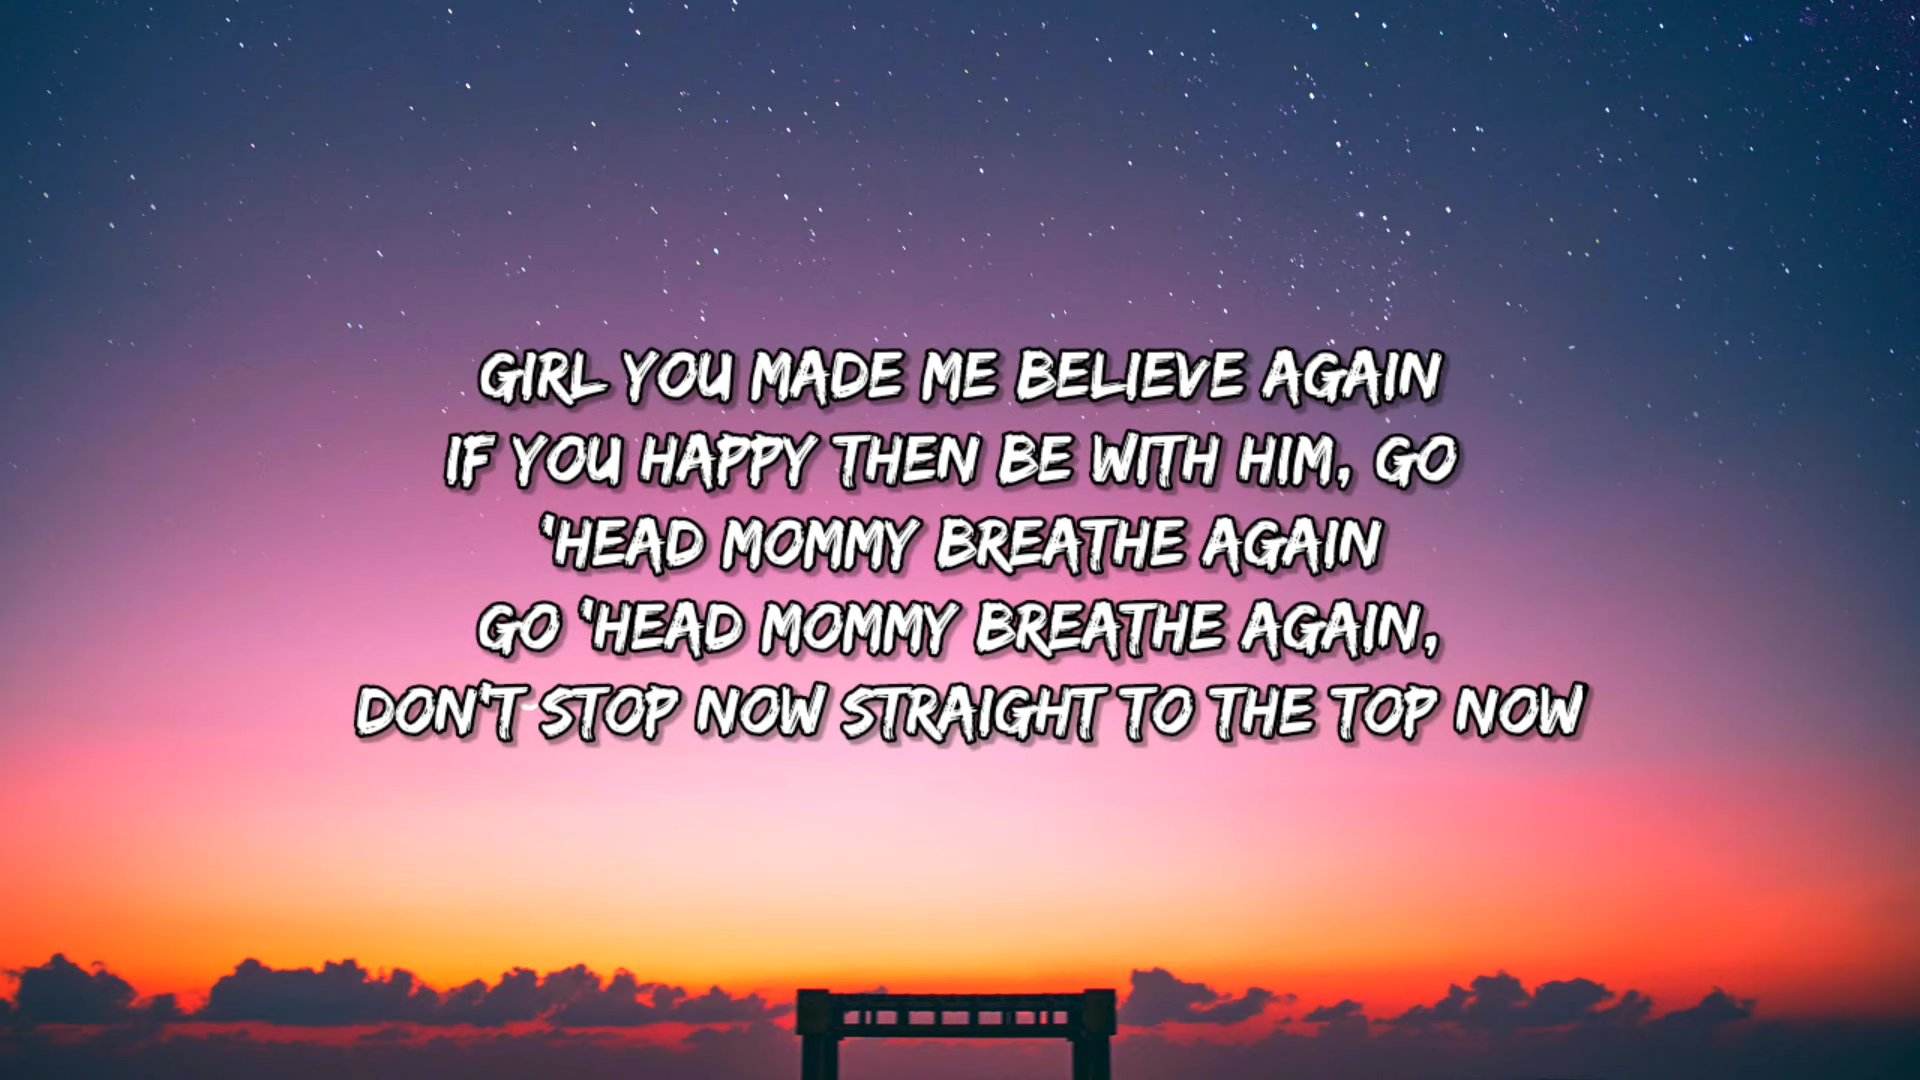 GIRL YOU MADE ME BELIEVE AGAIN
IF YOU HAPPY THEN BE WITH HIM, GO
'HEAD MOMMY BREATHE AGAIN
GO 'HEAD MOMMY BREATHE AGAIN,
DON'T STOP NOW STRAIGHT TO THE TOP NOW